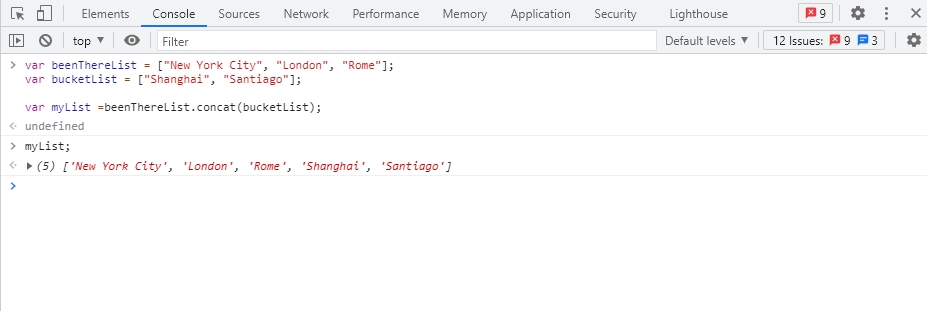 Elements Console Sources Network Performance Memory Application Security Lighthouse 9
top Filter Default levels 12 Issues: 9 3
var beenThereList = ["New York City", "London", "Rome"];
var bucketList = ["Shanghai", "Santiago"];
var myList =beenThereList.concat(bucketList);
undefined
myList;
(5) ['New York City', 'London', 'Rome', 'Shanghai', 'Santiago']